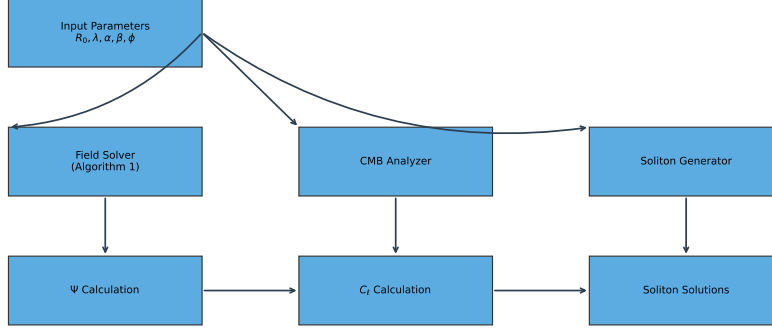 Input Parameters
R₀, λ, α, β, ϕ
Field Solver
(Algorithm 1)
CMB Analyzer
Soliton Generator
Ψ Calculation
Cℓ Calculation
Soliton Solutions